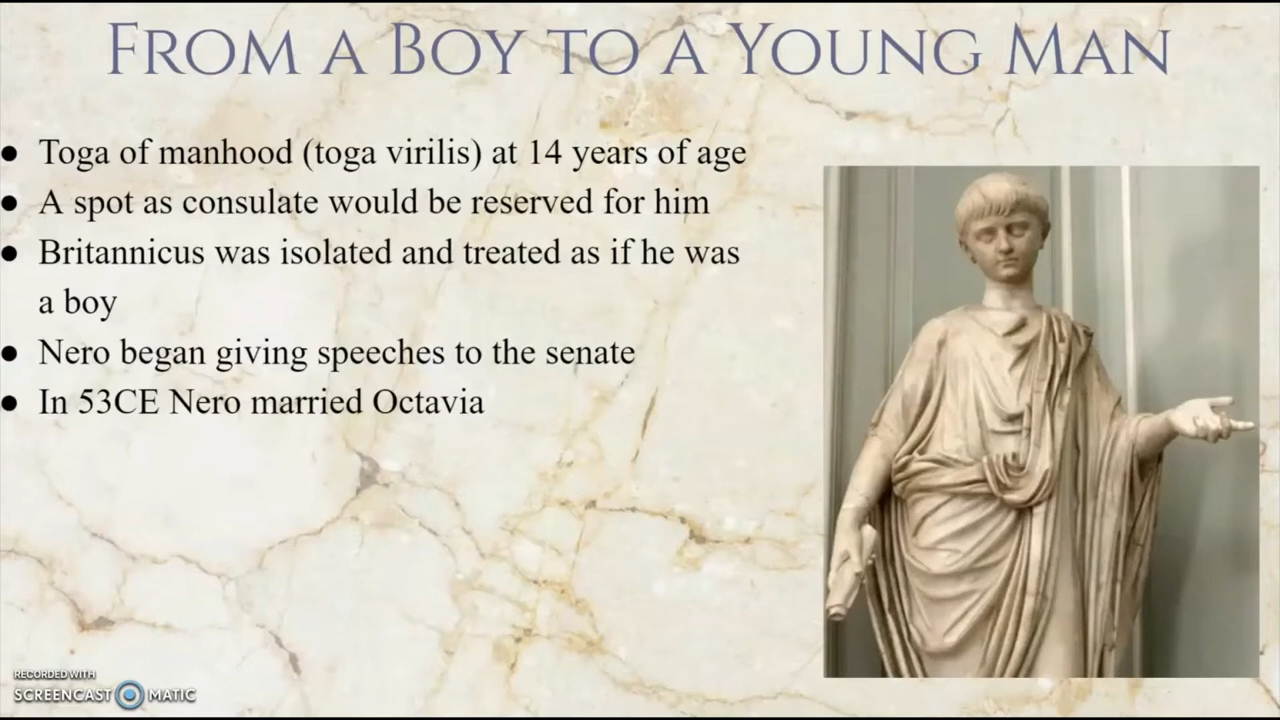 FROM A BOY TO A YOUNG MAN
● Toga of manhood (toga virilis) at 14 years of age
● A spot as consulate would be reserved for him
● Britannicus was isolated and treated as if he was
a boy
● Nero began giving speeches to the senate
● In 53CE Nero married Octavia
RECORDED WITH
SCREENCAST MATIC